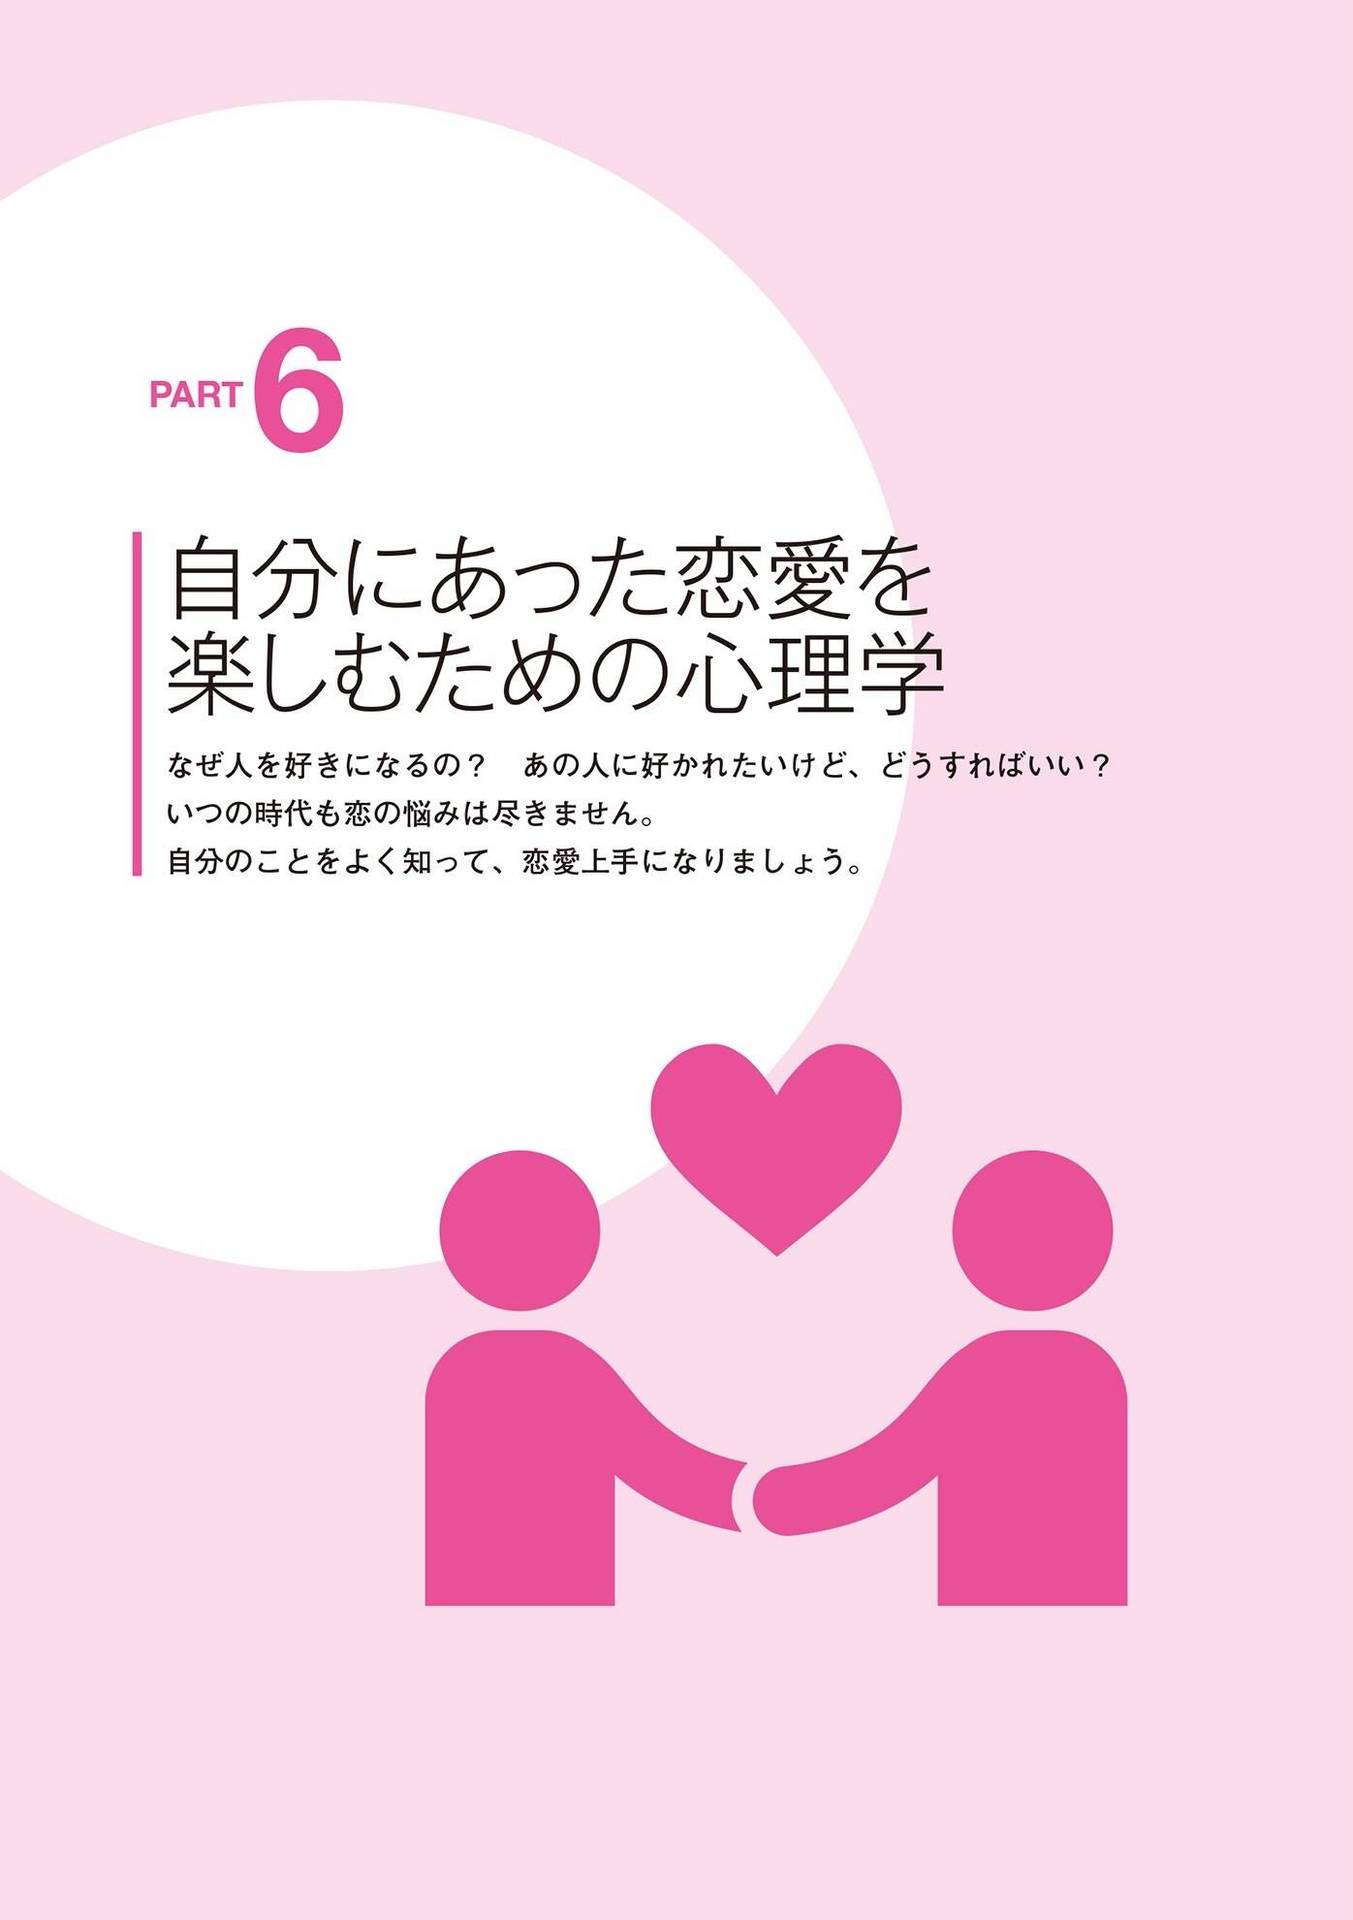 PART 6
自分にあった恋愛を
楽しむための心理学
なぜ人を好きになるの？　あの人に好かれたいけど、どうすればいい？
いつの時代も恋の悩みは尽きません。
自分のことをよく知って、恋愛上手になりましょう。